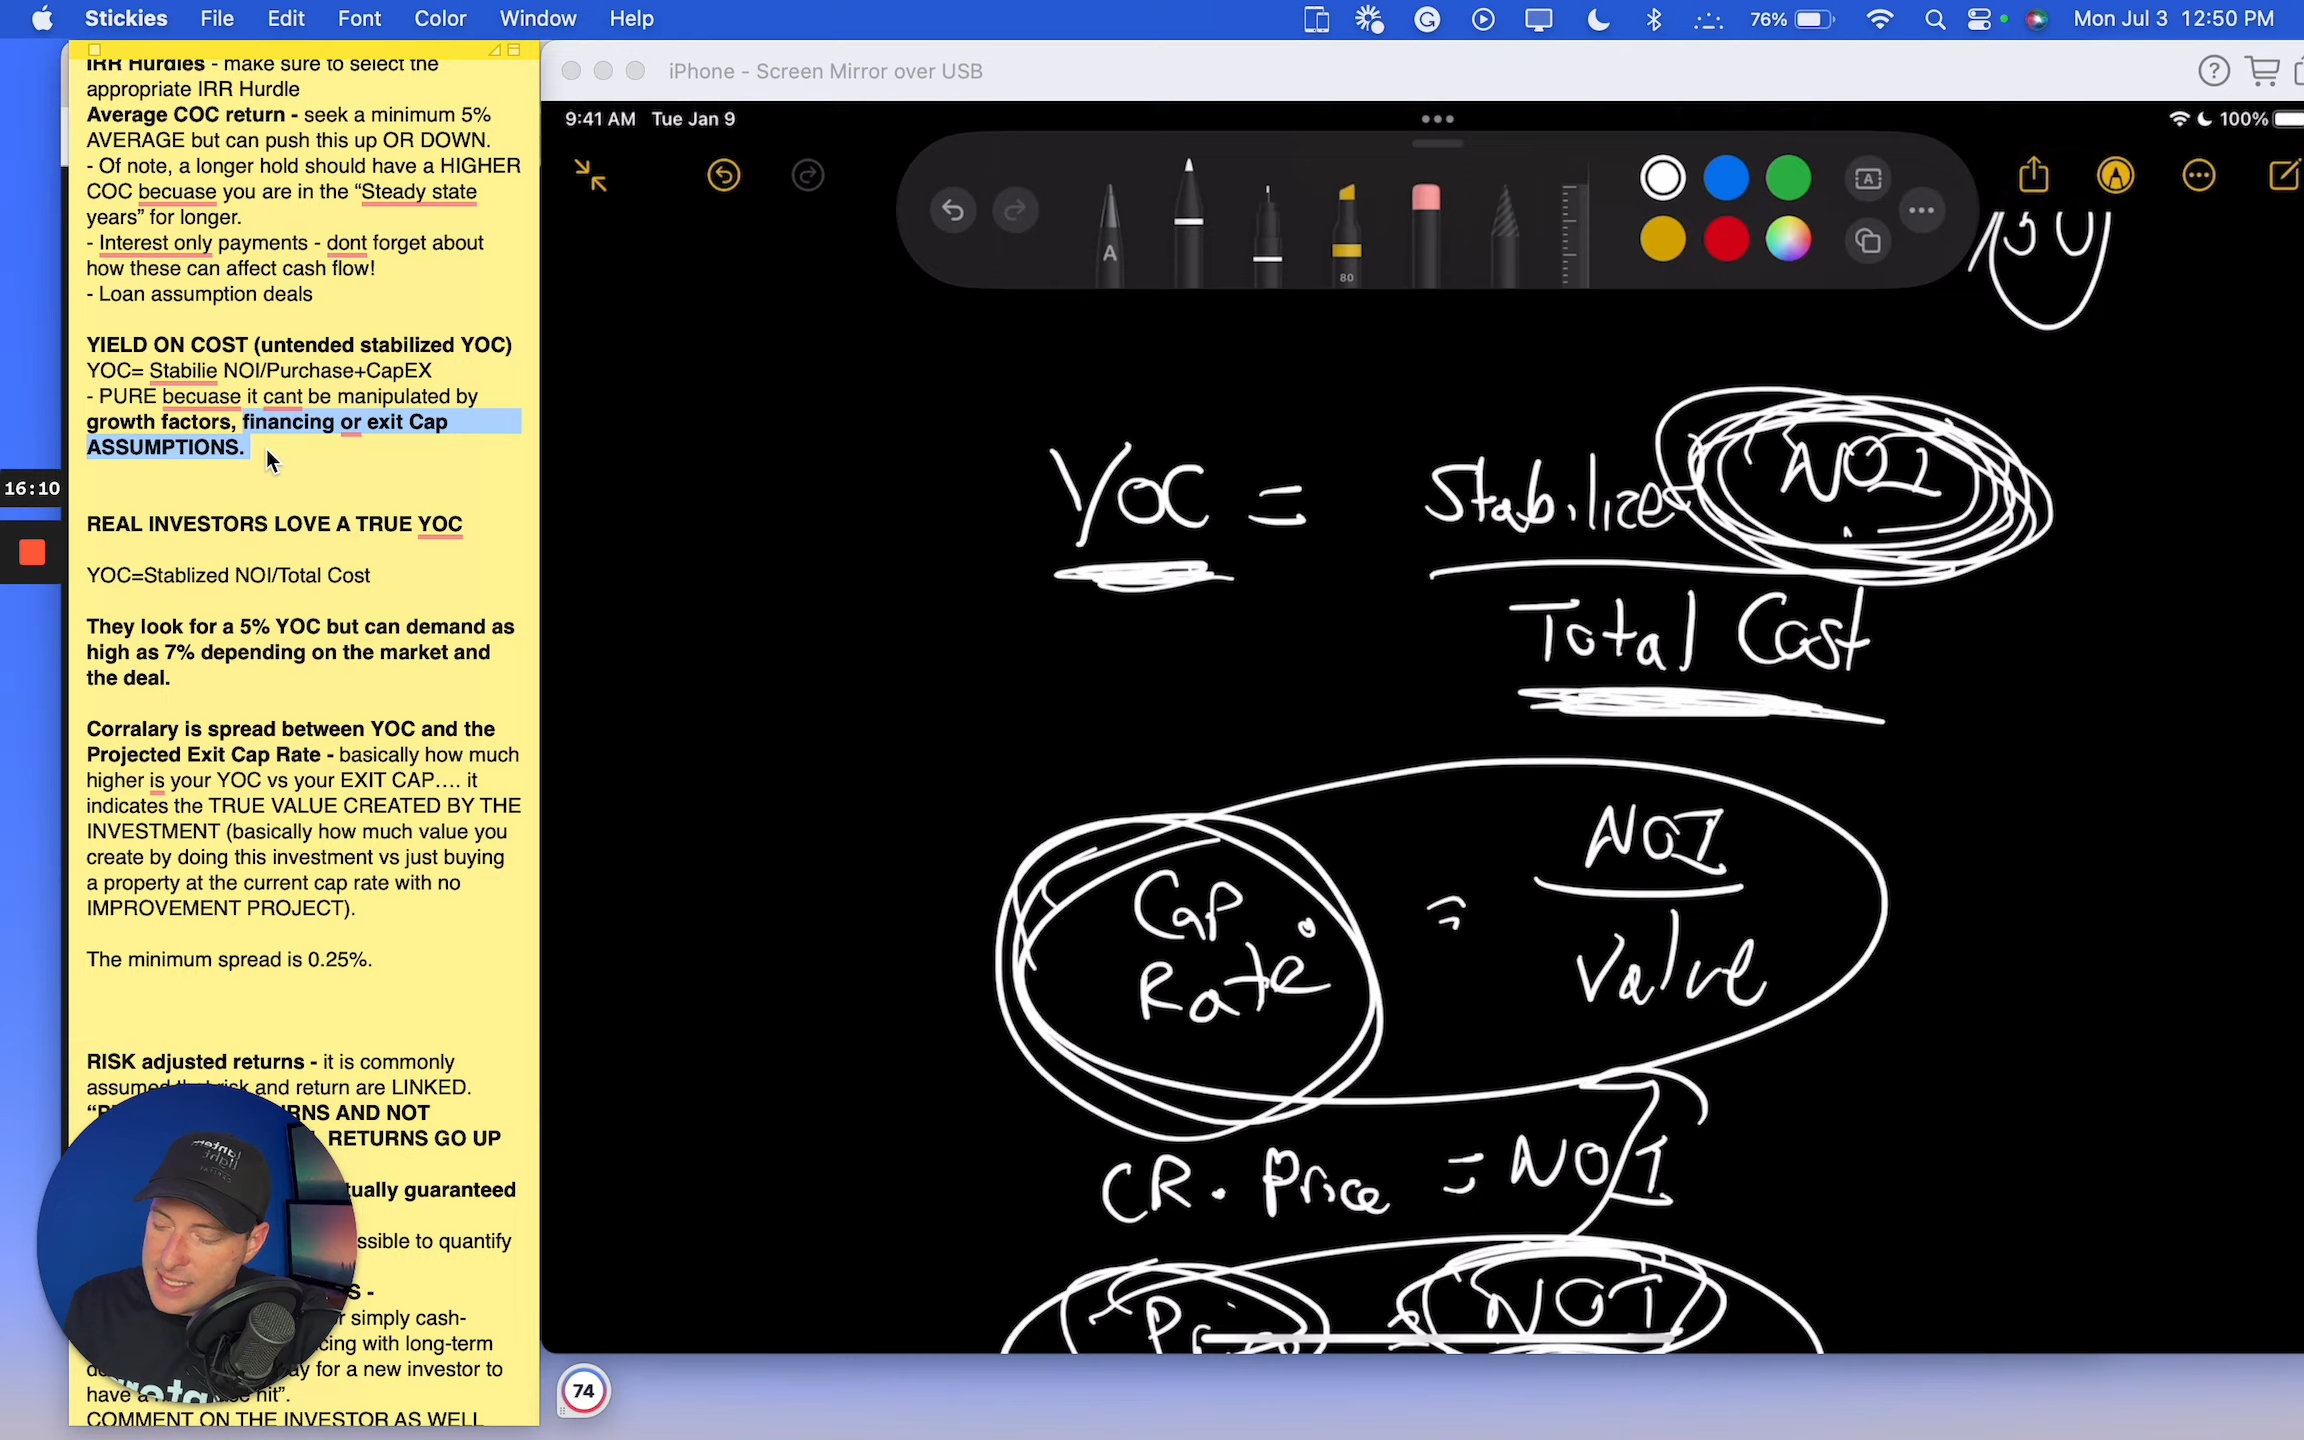 Stickies File Edit Font Color Window Help 76% Mon Jul 3 12:50 PM
IRR Hurdles - make sure to select the
appropriate IRR Hurdle
Average COC return - seek a minimum 5%
AVERAGE but can push this up OR DOWN.
- Of note, a longer hold should have a HIGHER
COC becuase you are in the “Steady state
years” for longer.
- Interest only payments - dont forget about
how these can affect cash flow!
- Loan assumption deals
YIELD ON COST (untended stabilized YOC)
YOC= Stabilie NOI/Purchase+CapEX
- PURE becuase it cant be manipulated by
growth factors, financing or exit Cap
ASSUMPTIONS.
REAL INVESTORS LOVE A TRUE YOC
YOC=Stablized NOI/Total Cost
They look for a 5% YOC but can demand as
high as 7% depending on the market and
the deal.
Corralary is spread between YOC and the
Projected Exit Cap Rate - basically how much
higher is your YOC vs your EXIT CAP.... it
indicates the TRUE VALUE CREATED BY THE
INVESTMENT (basically how much value you
create by doing this investment vs just buying
a property at the current cap rate with no
IMPROVEMENT PROJECT).
The minimum spread is 0.25%.
RISK adjusted returns - it is commonly
assumed that risk and return are LINKED.
AND NOT
RETURNS GO UP
guaranteed
to quantify
simply cash-
with long-term
for a new investor to
have a hit”.
COMMENT ON THE INVESTOR AS WELL
16:10
iPhone - Screen Mirror over USB
9:41 AM Tue Jan 9
100%
A
80
A
YOC = Stabilized NOI
Total Cost
Cap Rate = NOI
Value
CR . Price = NOI
NOI
74